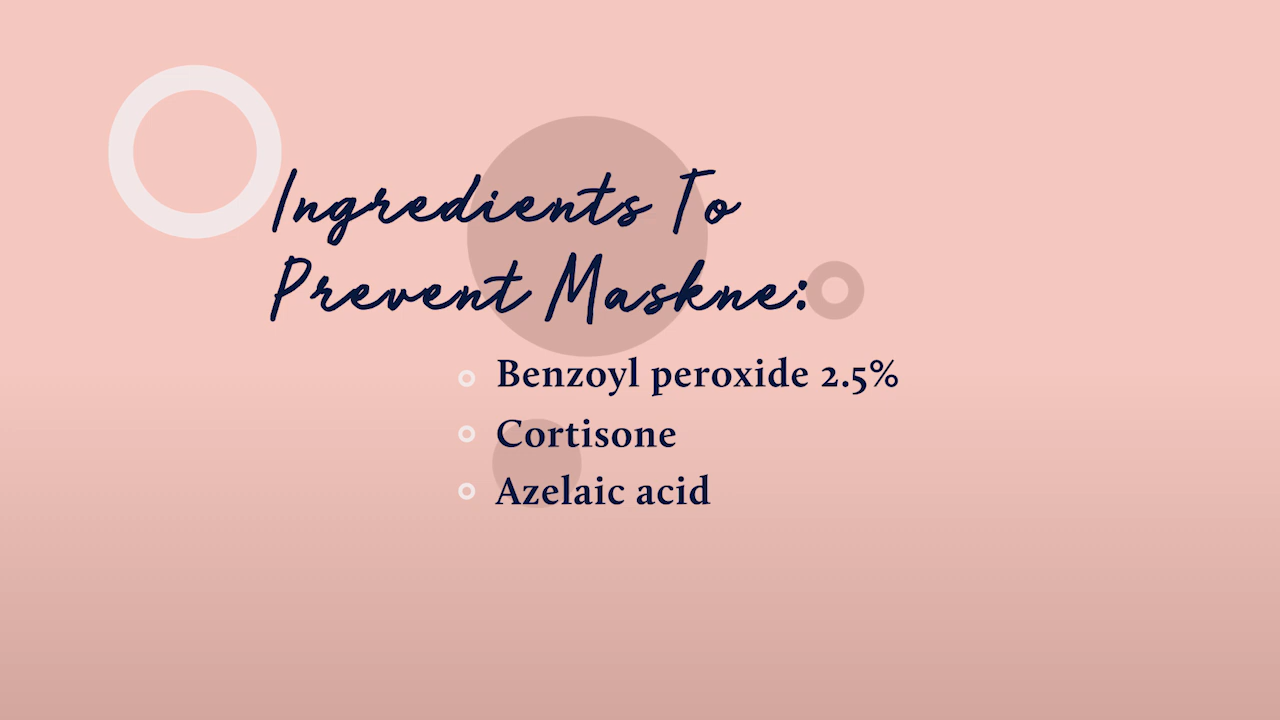 Ingredients To
Prevent Maskne:
Benzoyl peroxide 2.5%
Cortisone
Azelaic acid